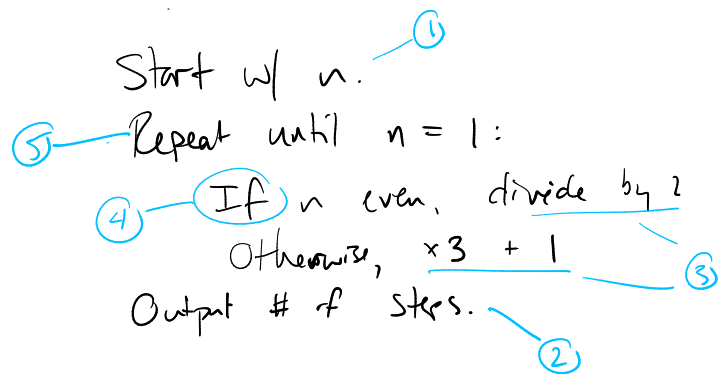 ①
Start w/ n.
⑤ Repeat until n = 1:
④ If n even, divide by 2
Otherwise, ×3 + 1 ③
Output # of steps.
②